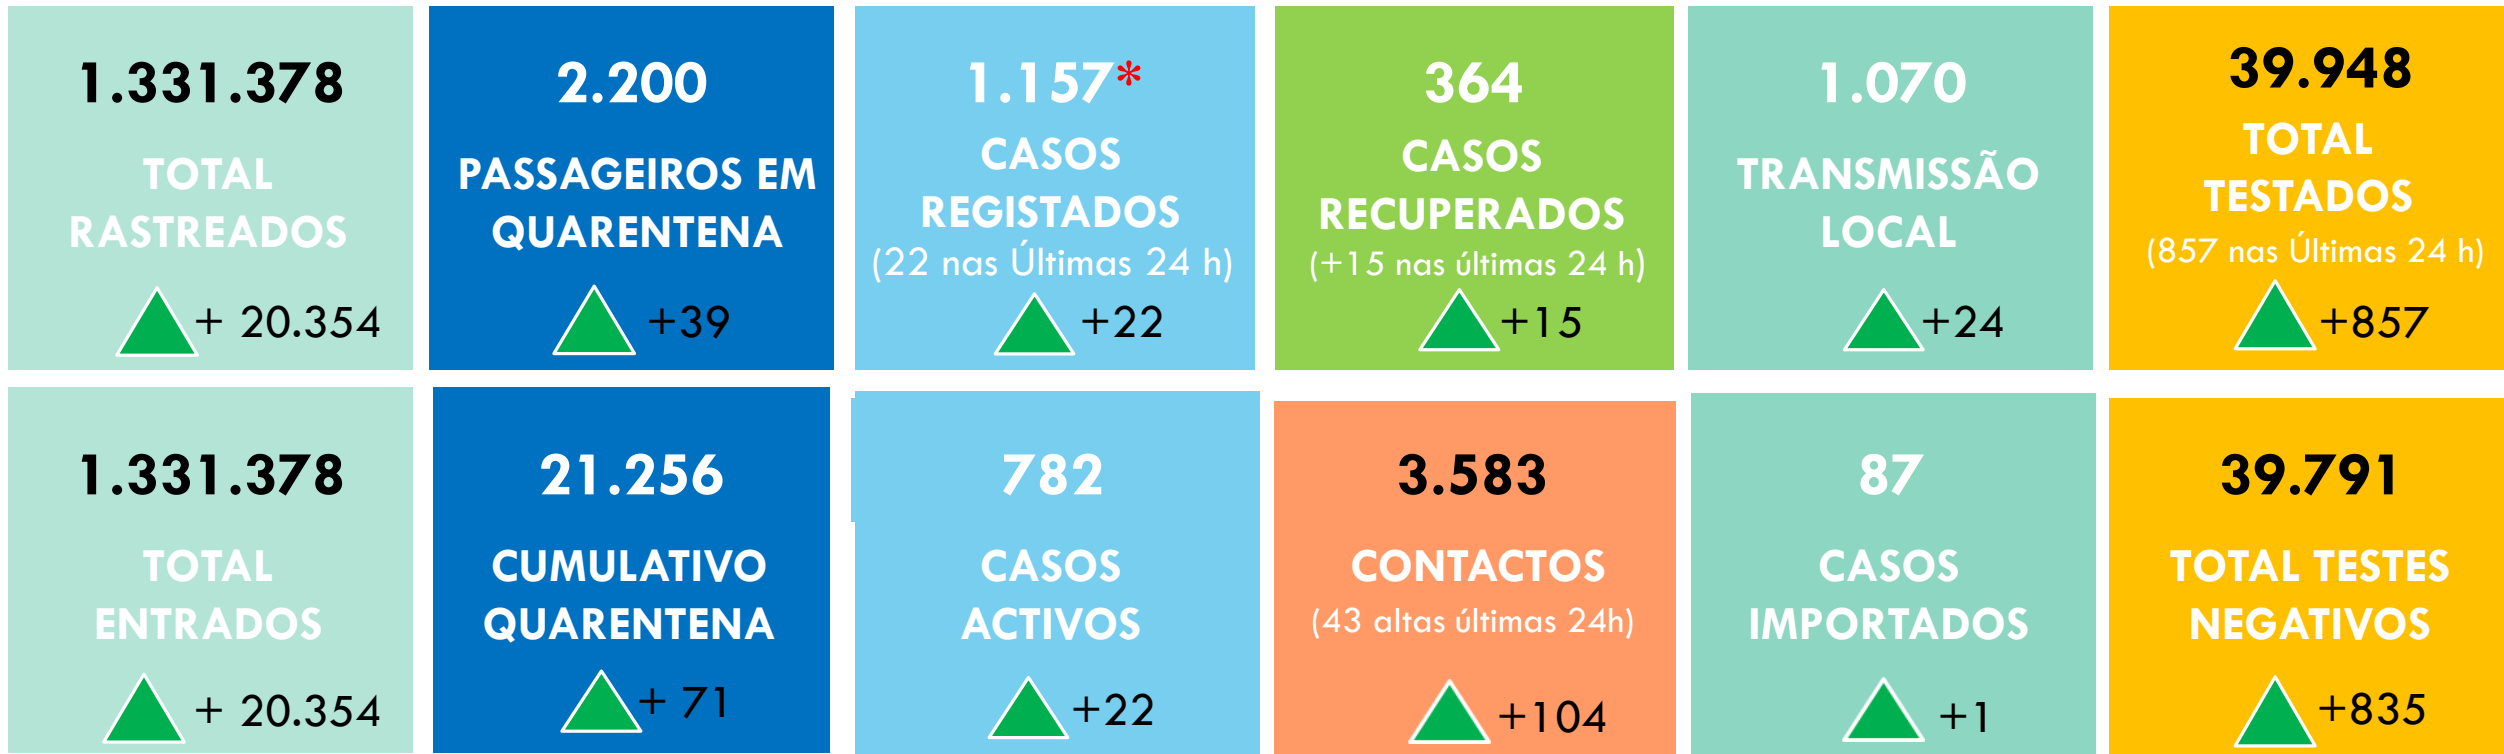 1.331.378
TOTAL
RASTREADOS
+ 20.354
2.200
PASSAGEIROS EM
QUARENTENA
+39
1.157*
CASOS
REGISTADOS
(22 nas Últimas 24 h)
+22
364
CASOS
RECUPERADOS
(+15 nas últimas 24 h)
+15
1.070
TRANSMISSÃO
LOCAL
+24
39.948
TOTAL
TESTADOS
(857 nas Últimas 24 h)
+857
1.331.378
TOTAL
ENTRADOS
+ 20.354
21.256
CUMULATIVO
QUARENTENA
+ 71
782
CASOS
ACTIVOS
+22
3.583
CONTACTOS
(43 altas últimas 24h)
+104
87
CASOS
IMPORTADOS
+1
39.791
TOTAL TESTES
NEGATIVOS
+835